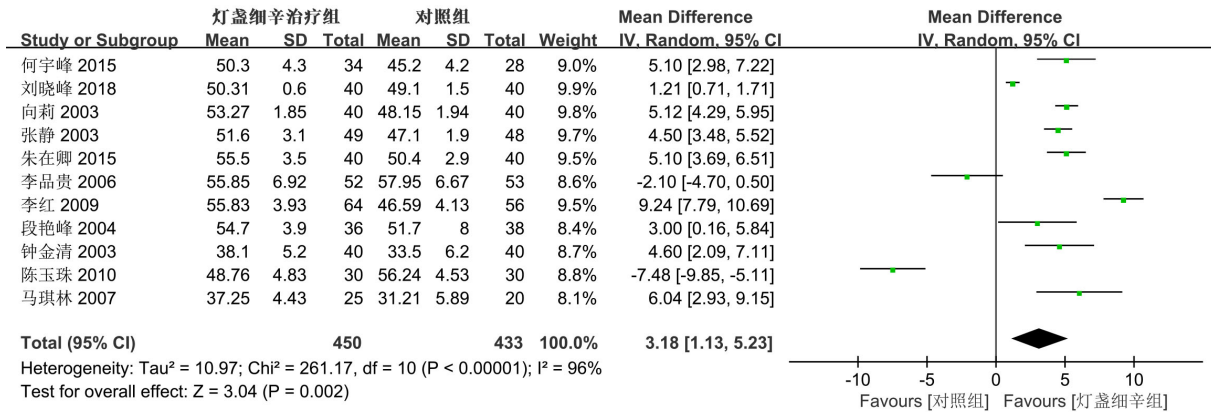 灯盏细辛治疗组 对照组 Mean Difference Mean Difference
Study or Subgroup Mean SD Total Mean SD Total Weight IV, Random, 95% CI IV, Random, 95% CI
何宇峰 2015 50.3 4.3 34 45.2 4.2 28 9.0% 5.10 [2.98, 7.22]
刘晓峰 2018 50.31 0.6 40 49.1 1.5 40 9.9% 1.21 [0.71, 1.71]
向莉 2003 53.27 1.85 40 48.15 1.94 40 9.8% 5.12 [4.29, 5.95]
张静 2003 51.6 3.1 49 47.1 1.9 48 9.7% 4.50 [3.48, 5.52]
朱在卿 2015 55.5 3.5 40 50.4 2.9 40 9.5% 5.10 [3.69, 6.51]
李品贵 2006 55.85 6.92 52 57.95 6.67 53 8.6% -2.10 [-4.70, 0.50]
李红 2009 55.83 3.93 64 46.59 4.13 56 9.5% 9.24 [7.79, 10.69]
段艳峰 2004 54.7 3.9 36 51.7 8 38 8.4% 3.00 [0.16, 5.84]
钟金清 2003 38.1 5.2 40 33.5 6.2 40 8.7% 4.60 [2.09, 7.11]
陈玉珠 2010 48.76 4.83 30 56.24 4.53 30 8.8% -7.48 [-9.85, -5.11]
马琪林 2007 37.25 4.43 25 31.21 5.89 20 8.1% 6.04 [2.93, 9.15]
Total (95% CI) 450 433 100.0% 3.18 [1.13, 5.23]
Heterogeneity: Tau² = 10.97; Chi² = 261.17, df = 10 (P < 0.00001); I² = 96%
Test for overall effect: Z = 3.04 (P = 0.002)
-10 -5 0 5 10
Favours [对照组] Favours [灯盏细辛组]